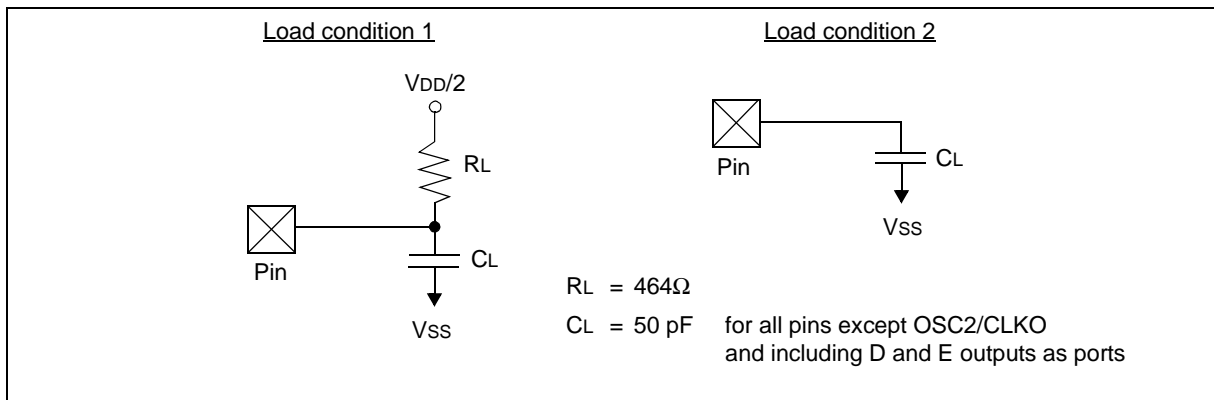 Load condition 1
VDD/2
RL
Pin
CL
VSS
Load condition 2
Pin
CL
VSS
RL = 464Ω
CL = 50 pF for all pins except OSC2/CLKO
and including D and E outputs as ports